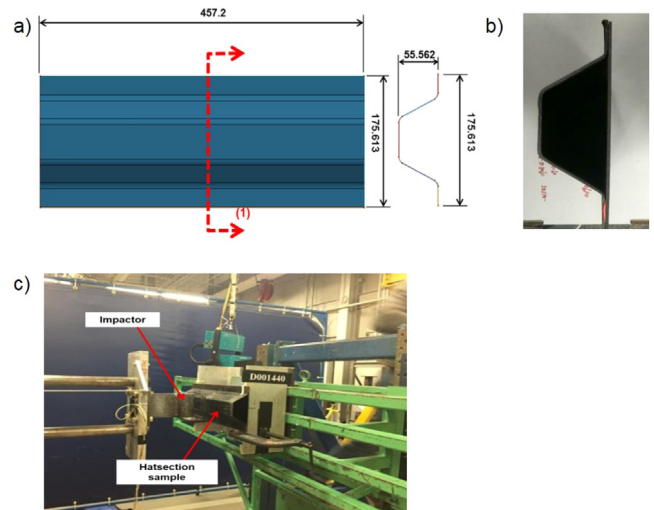 a)
457.2
175.613
(1)
55.562
175.613
b)
c)
Impactor
D001440
Hatsection
sample